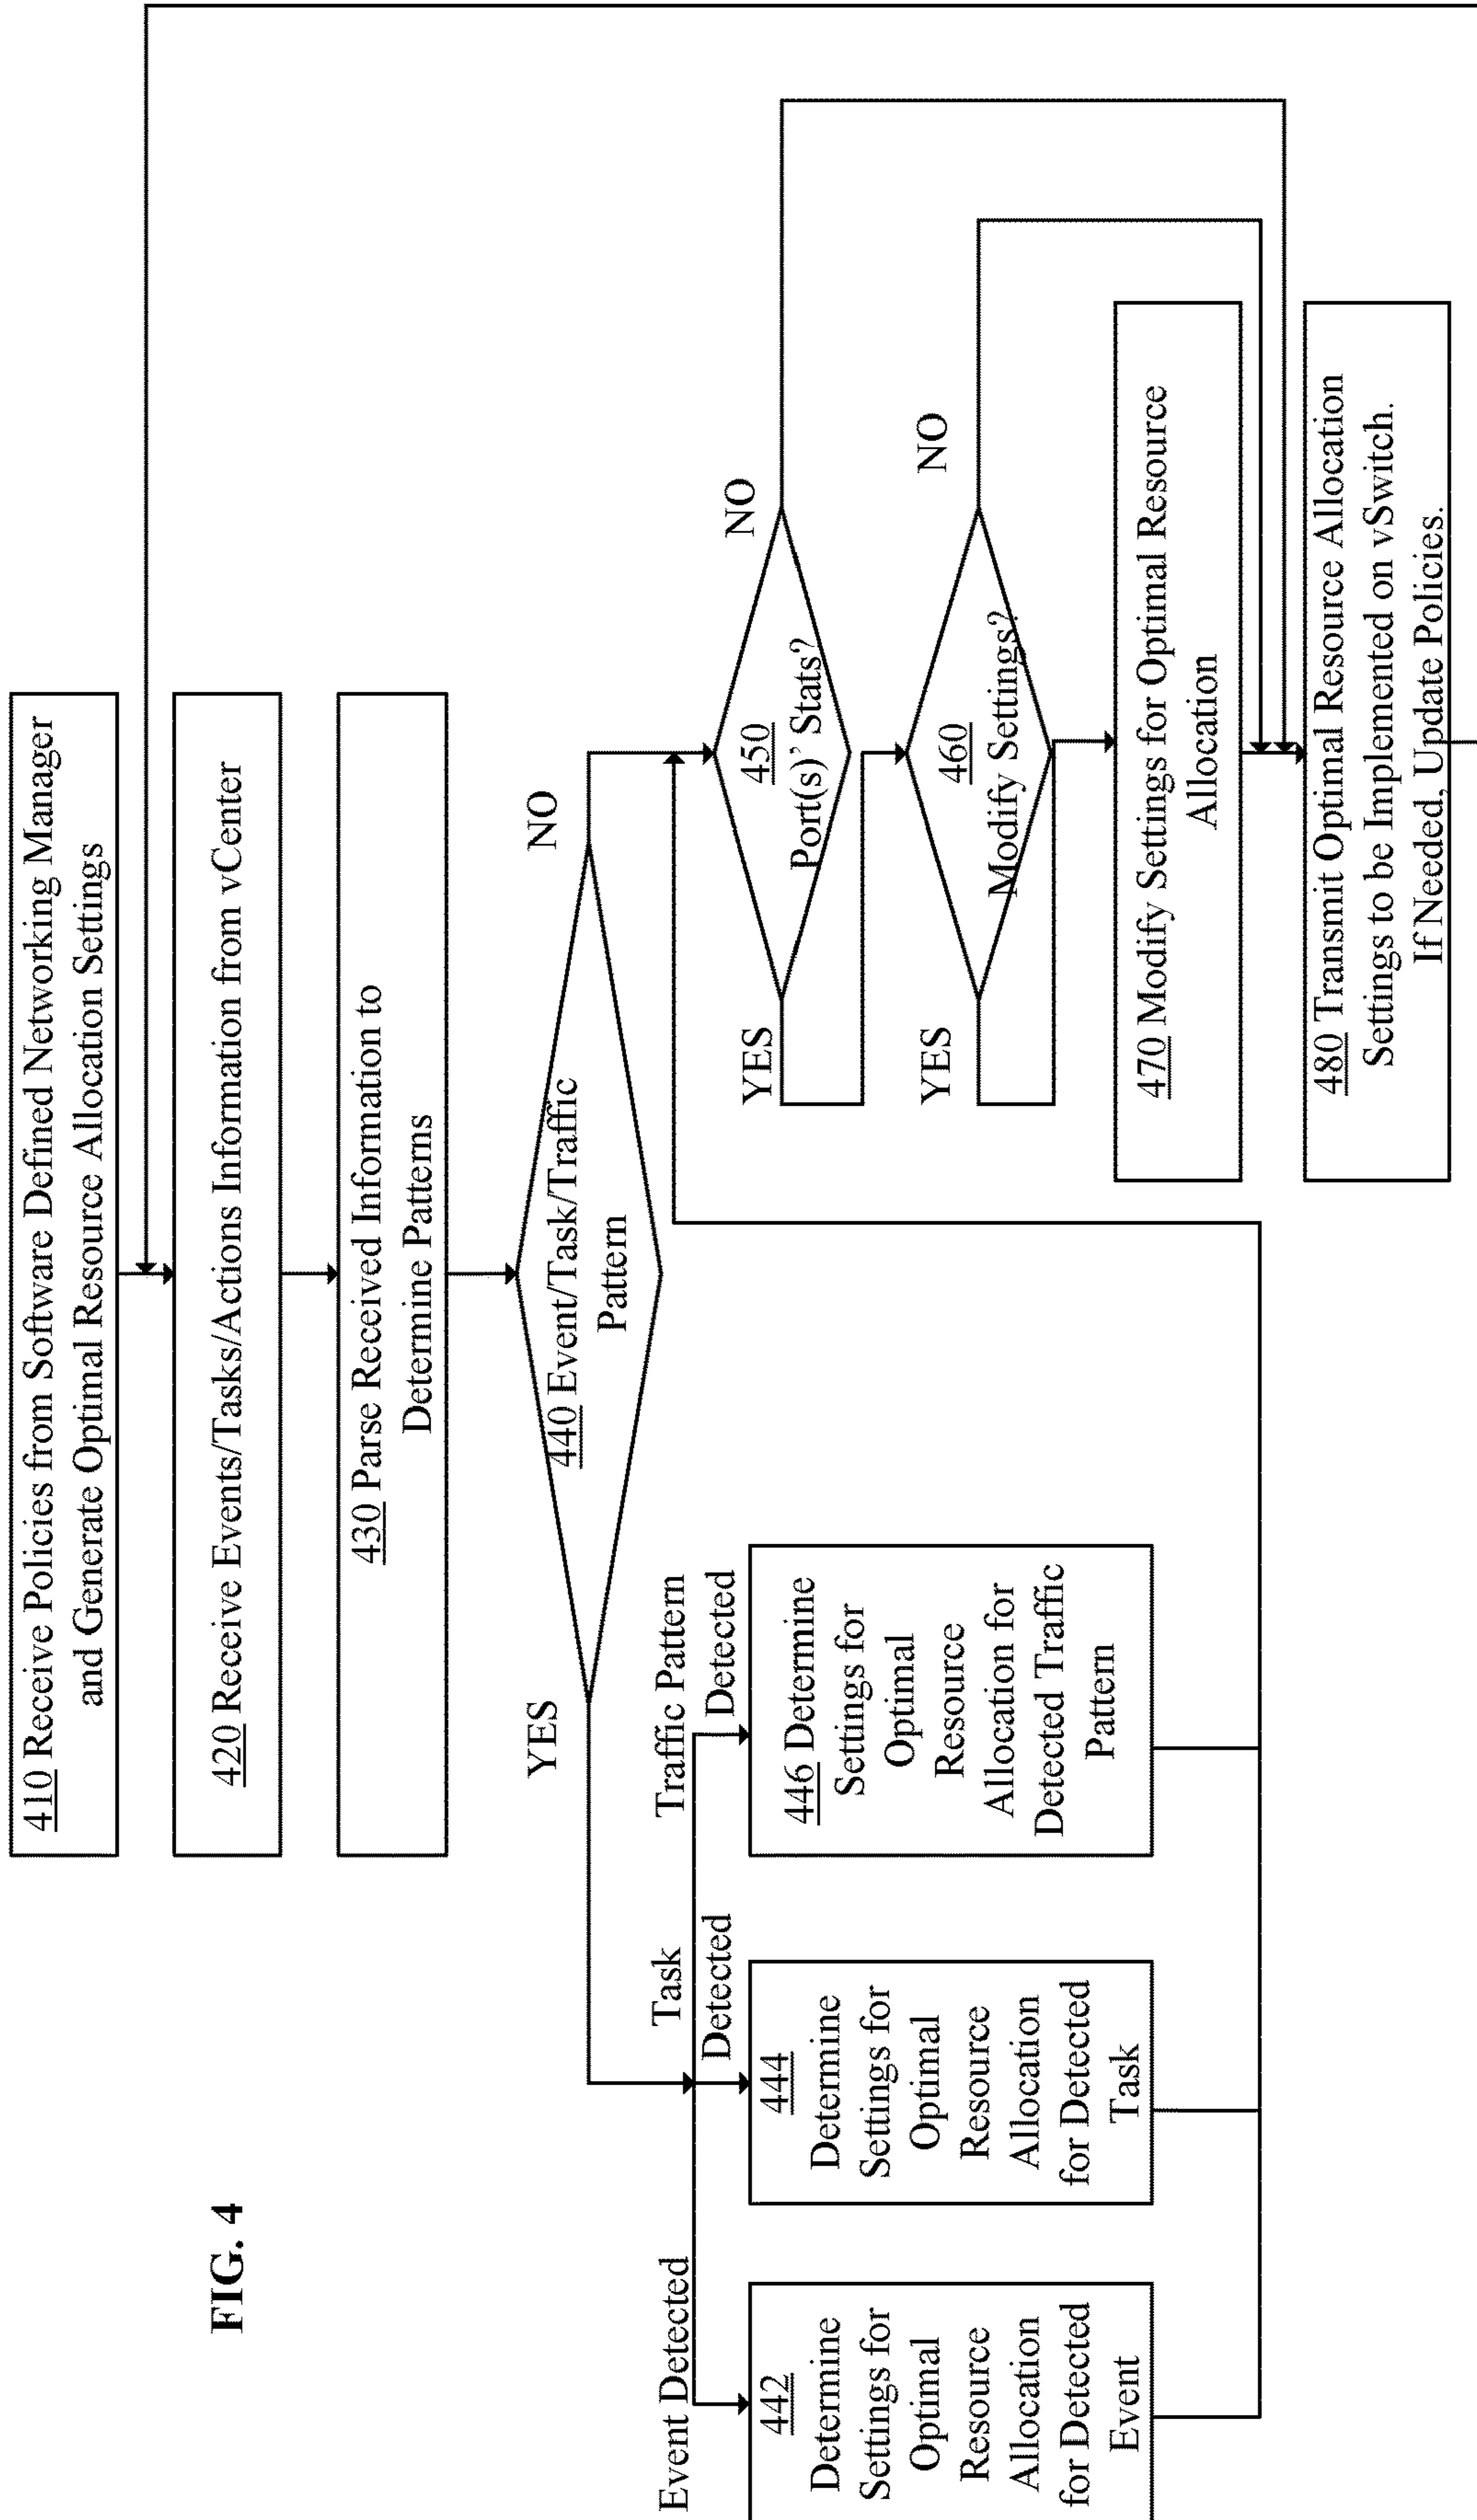 FIG. 4
410 Receive Policies from Software Defined Networking Manager
and Generate Optimal Resource Allocation Settings
420 Receive Events/Tasks/Actions Information from vCenter
430 Parse Received Information to
Determine Patterns
440 Event/Task/Traffic
Pattern
YES
NO
Event Detected
Task
Detected
Traffic Pattern
Detected
442
Determine
Settings for
Optimal
Resource
Allocation
for Detected
Event
444
Determine
Settings for
Optimal
Resource
Allocation
for Detected
Task
446 Determine
Settings for
Optimal
Resource
Allocation for
Detected Traffic
Pattern
450
Port(s)’ Stats?
YES
NO
460
Modify Settings?
YES
NO
470 Modify Settings for Optimal Resource
Allocation
480 Transmit Optimal Resource Allocation
Settings to be Implemented on vSwitch.
If Needed, Update Policies.